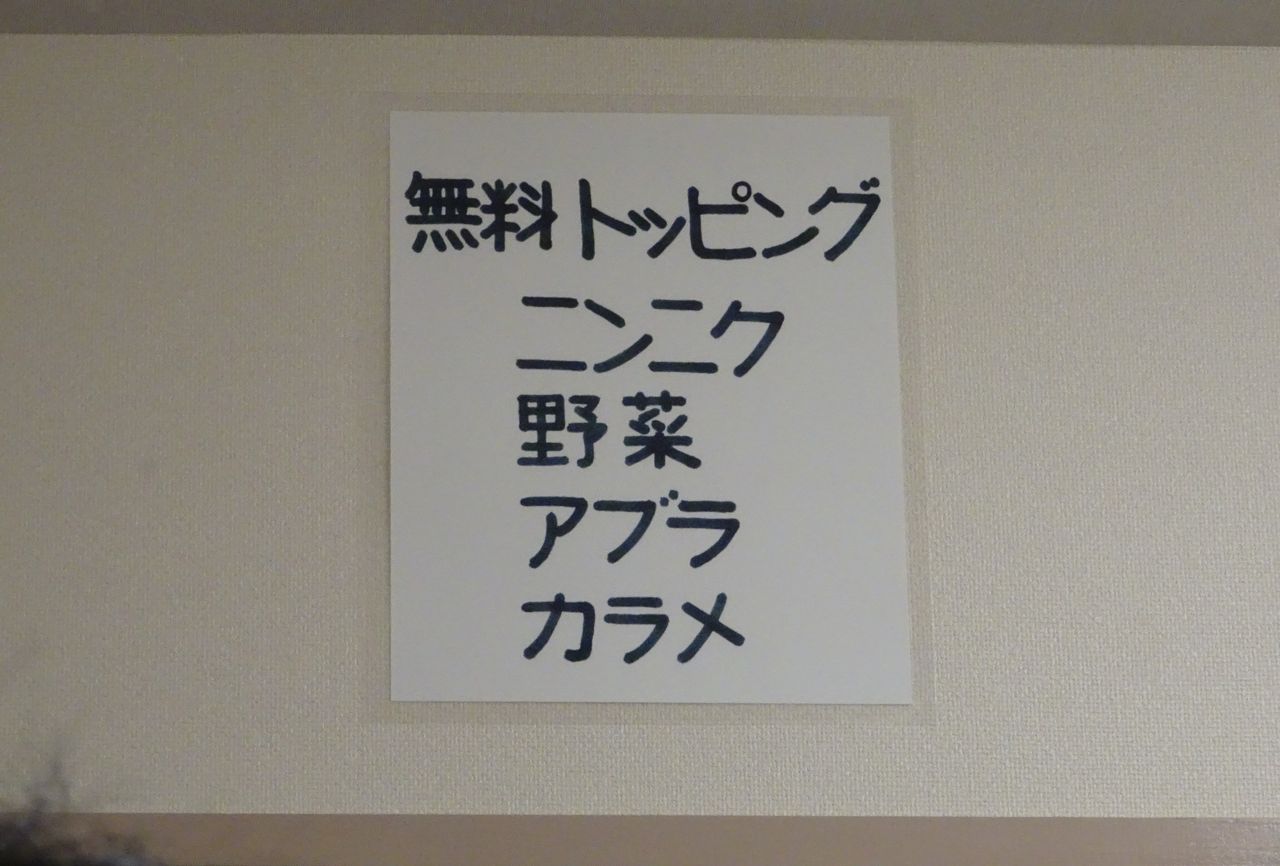 無料トッピング
ニンニク
野菜
アブラ
カラメ